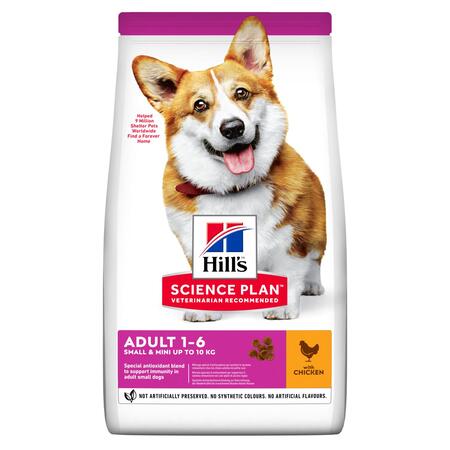 Helped
9 Million
Shelter Pets
Worldwide
Find a Forever
Home
Hill's
SCIENCE PLAN™
VETERINARIAN RECOMMENDED
ADULT 1-6
SMALL & MINI UP TO 10 KG
Special antioxidant blend
to support immunity in
adult small dogs
with
CHICKEN
NOT ARTIFICIALLY PRESERVED. NO SYNTHETIC COLOURS. NO ARTIFICIAL FLAVOURS.